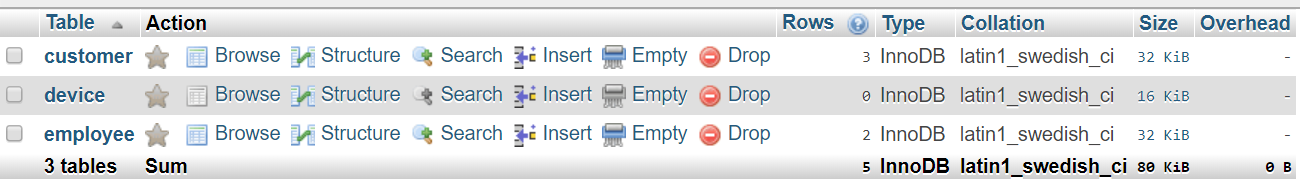 Table Action Rows Type Collation Size Overhead
customer Browse Structure Search Insert Empty Drop 3 InnoDB latin1_swedish_ci 32 KiB -
device Browse Structure Search Insert Empty Drop 0 InnoDB latin1_swedish_ci 16 KiB -
employee Browse Structure Search Insert Empty Drop 2 InnoDB latin1_swedish_ci 32 KiB -
3 tables Sum 5 InnoDB latin1_swedish_ci 80 KiB 0 B